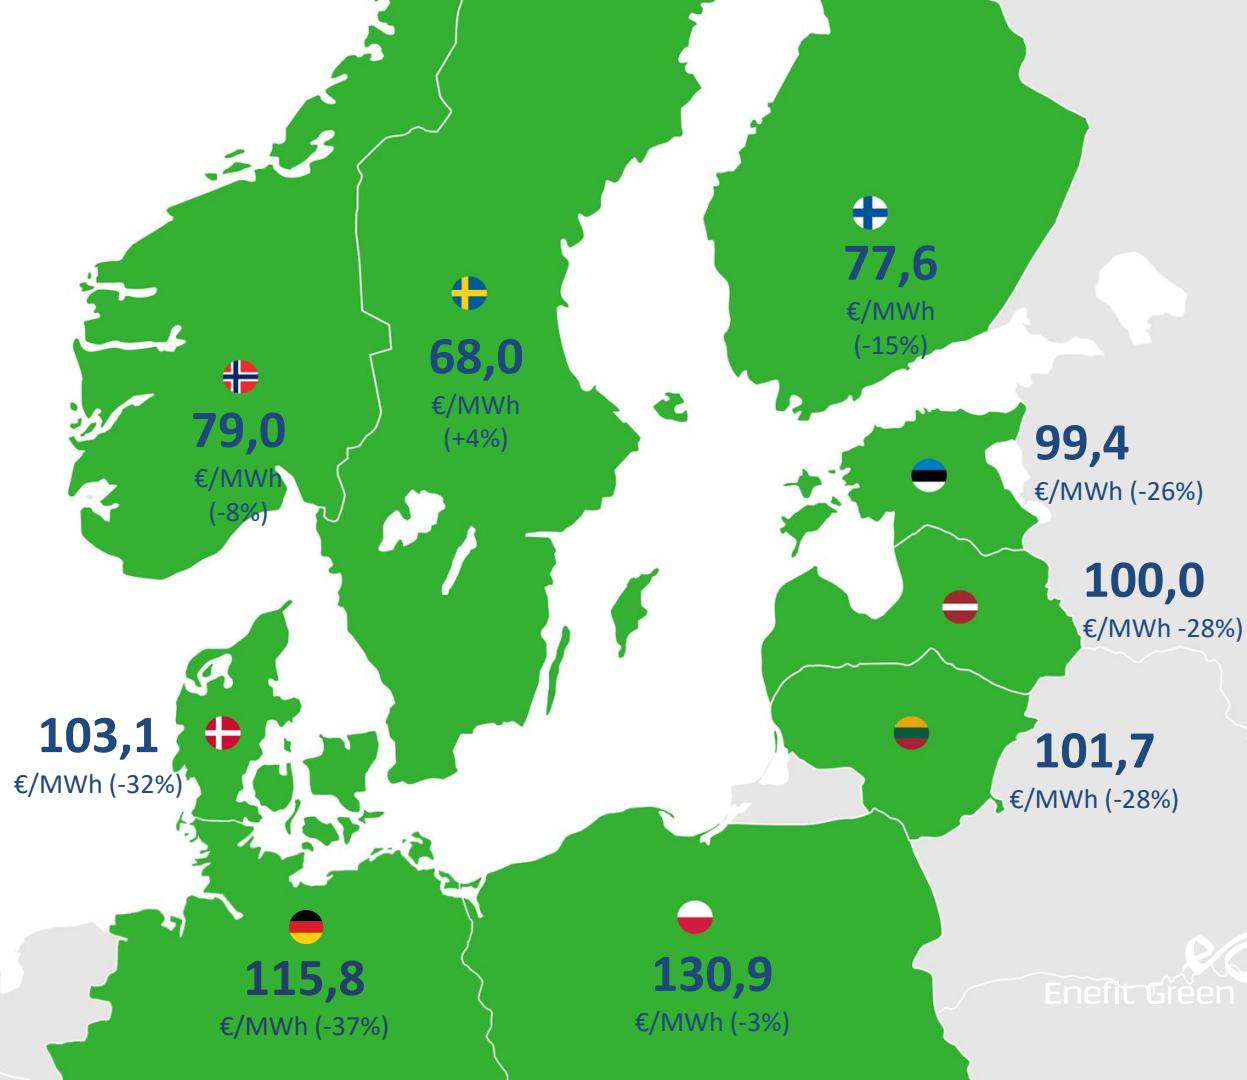 77,6
€/MWh
(-15%)
68,0
€/MWh
(+4%)
79,0
€/MWh
(-8%)
99,4
€/MWh (-26%)
100,0
€/MWh -28%)
103,1
€/MWh (-32%)
101,7
€/MWh (-28%)
115,8
€/MWh (-37%)
130,9
€/MWh (-3%)
Enefit Green